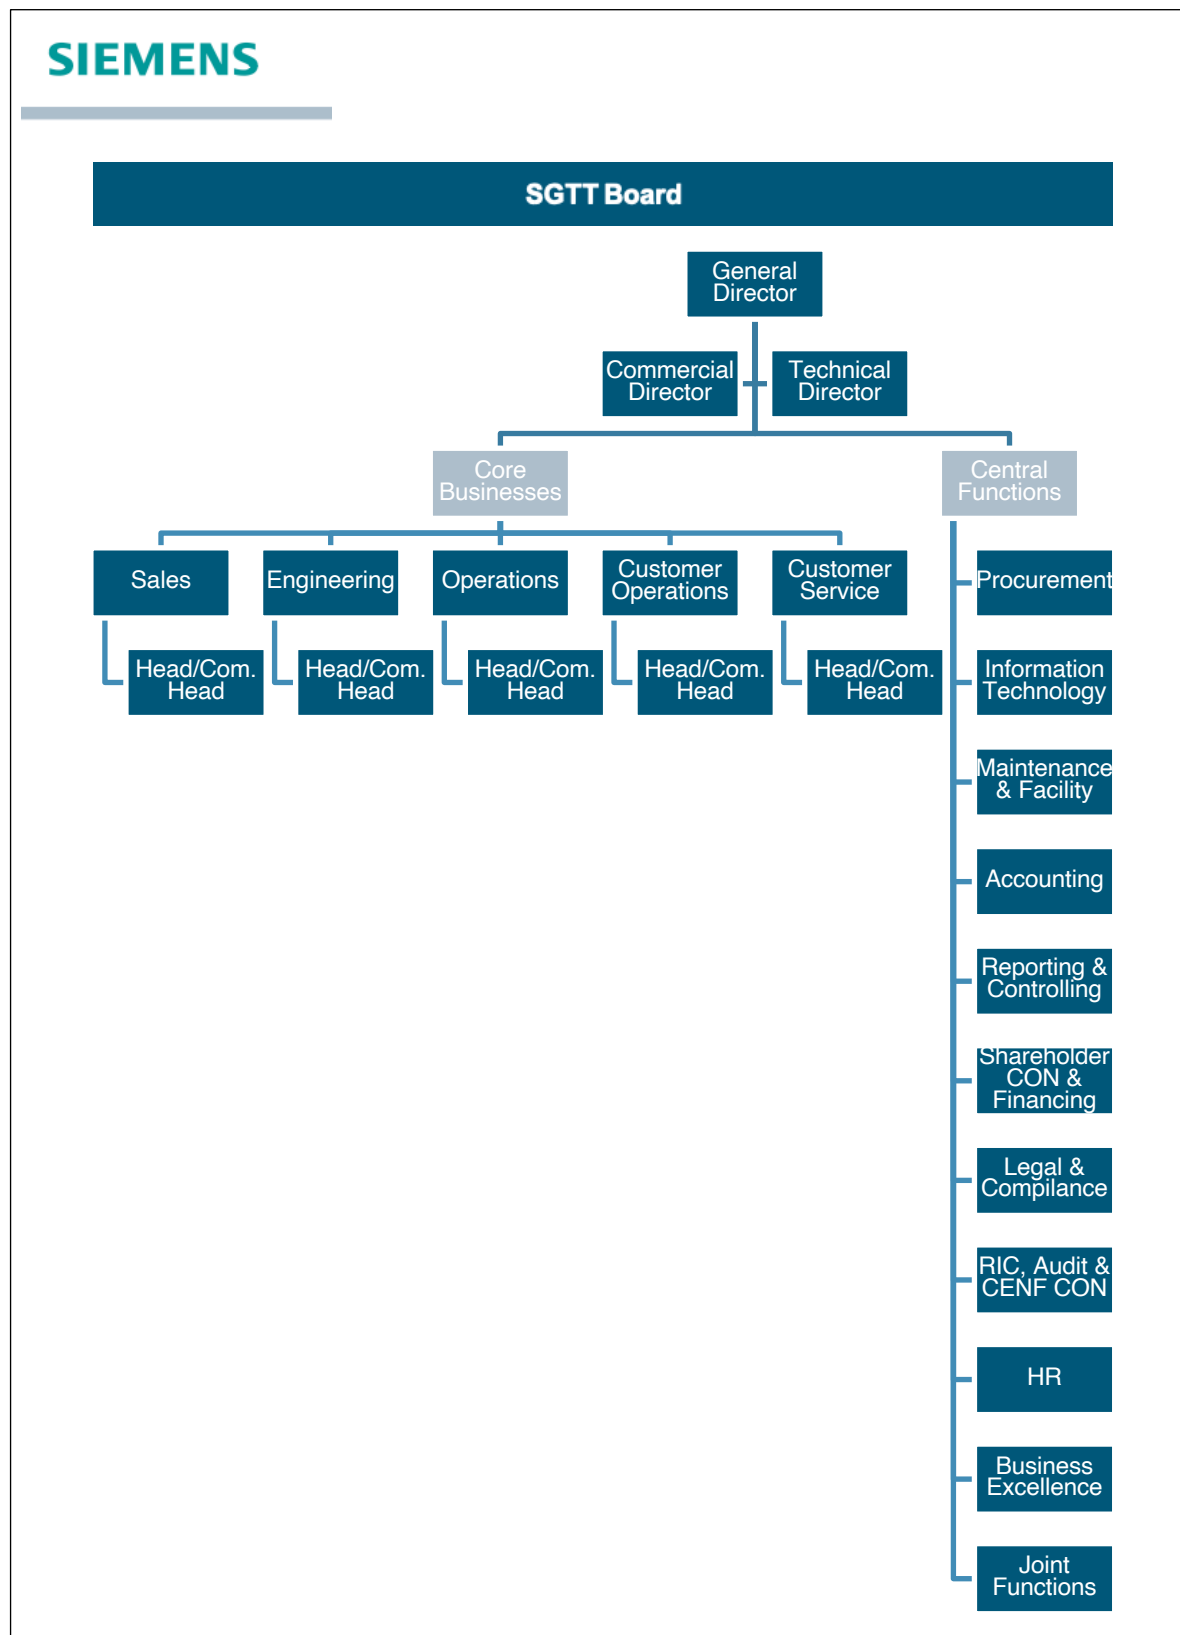 SIEMENS
SGTT Board
General
Director
Commercial
Director
Technical
Director
Core
Businesses
Central
Functions
Sales
Engineering
Operations
Customer
Operations
Customer
Service
Head/Com.
Head
Head/Com.
Head
Head/Com.
Head
Head/Com.
Head
Head/Com.
Head
Procurement
Information
Technology
Maintenance
& Facility
Accounting
Reporting &
Controlling
Shareholder
CON &
Financing
Legal &
Compilance
RIC, Audit &
CENF CON
HR
Business
Excellence
Joint
Functions